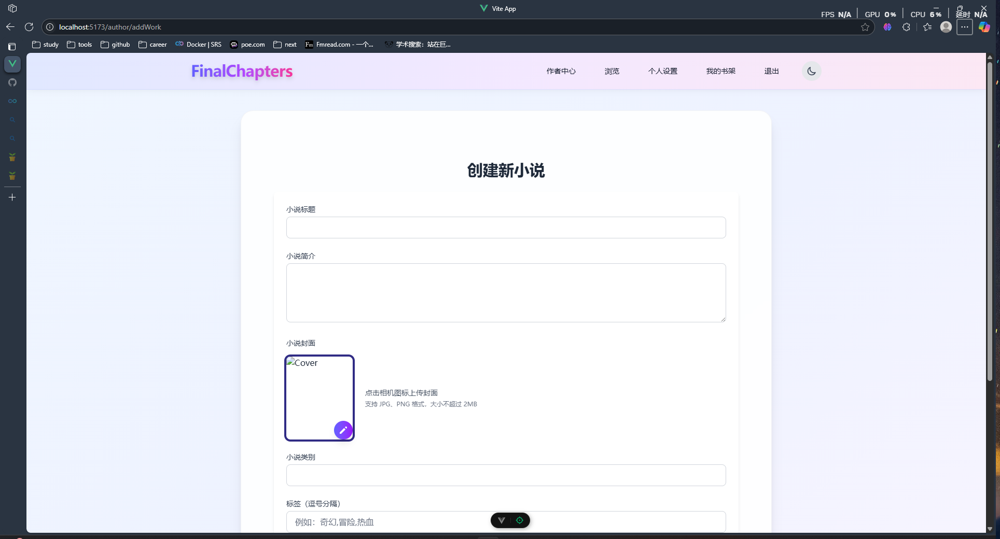 Vite App
FPS N/A GPU 0% CPU 6% 延时 N/A
localhost:5173/author/addWork
study tools github career Docker | SRS poe.com next Fm Fmread.com - 一个... 学术搜索：站在巨...
FinalChapters
作者中心 浏览 个人设置 我的书架 退出
创建新小说
小说标题
小说简介
小说封面
Cover
点击相机图标上传封面
支持 JPG、PNG 格式，大小不超过 2MB
小说类别
标签（逗号分隔）
例如：奇幻,冒险,热血